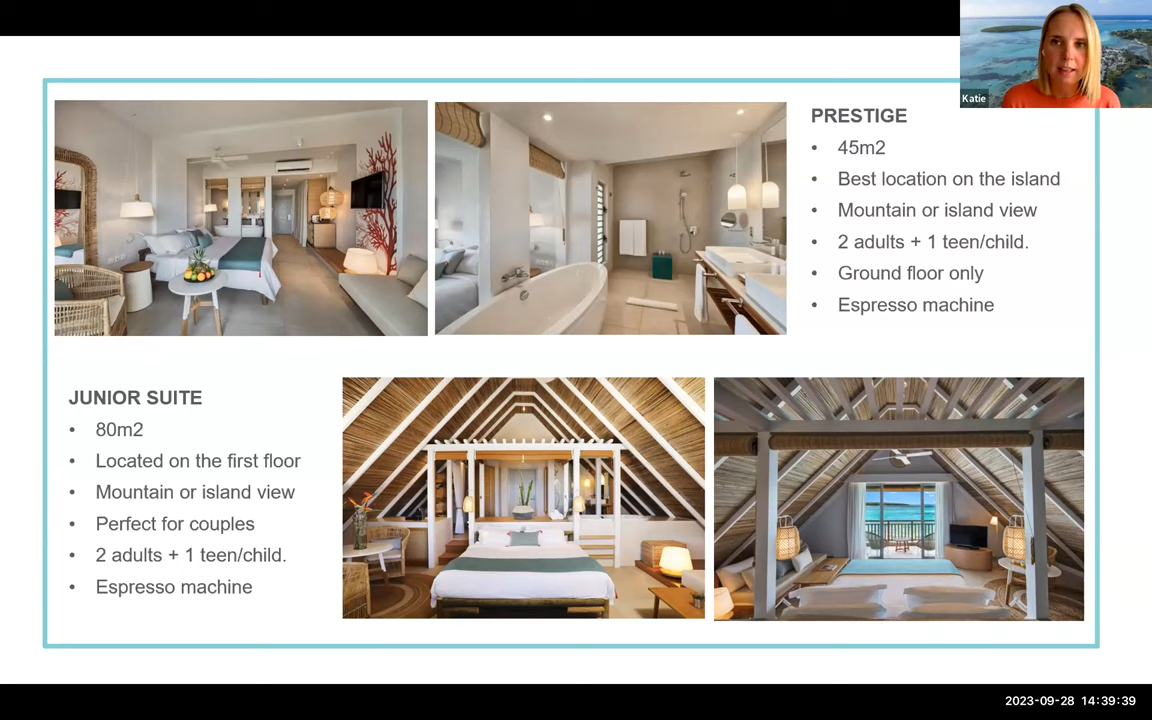 Katie
PRESTIGE
• 45m2
• Best location on the island
• Mountain or island view
• 2 adults + 1 teen/child.
• Ground floor only
• Espresso machine
JUNIOR SUITE
• 80m2
• Located on the first floor
• Mountain or island view
• Perfect for couples
• 2 adults + 1 teen/child.
• Espresso machine
2023-09-28 14:39:39